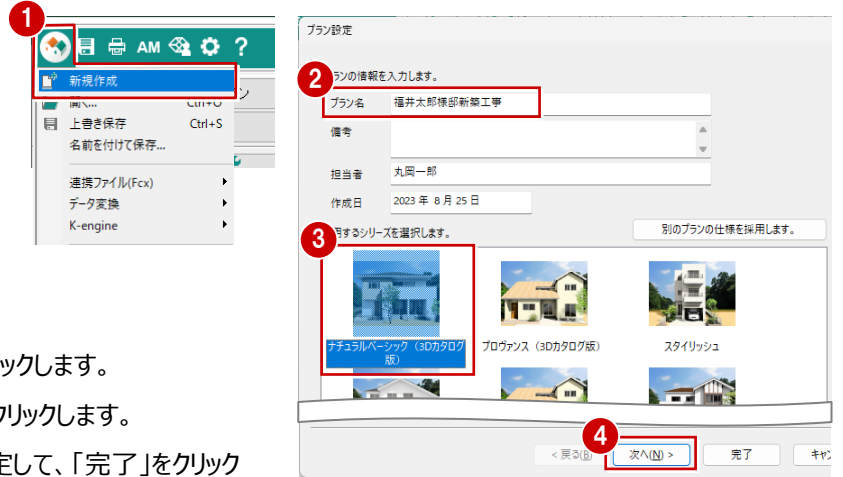 1
AM
?
新規作成
開く... Ctrl+O
上書き保存 Ctrl+S
名前を付けて保存...
連携ファイル(Fcx)
データ変換
K-engine
ン
プラン設定
2
ランの情報を入力します。
プラン名 福井太郎様邸新築工事
備考
担当者 丸岡一郎
作成日 2023 年 8 月 25 日
3
用するシリーズを選択します。
別のプランの仕様を採用します。
ナチュラルベーシック（3Dカタログ版）
プロヴァンス（3Dカタログ版）
スタイリッシュ
4
< 戻る(B)
次へ(N) >
完了
キャン
ックします。
クリックします。
定して、「完了」をクリック